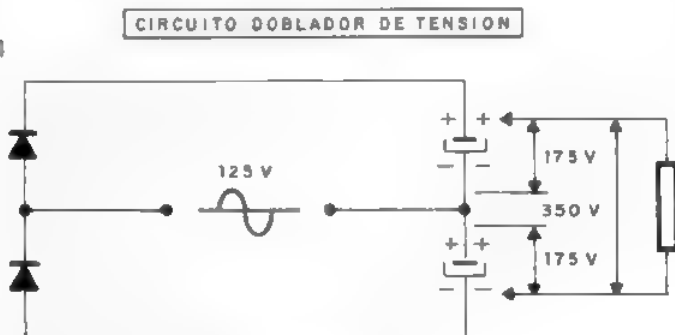 CIRCUITO DOBLADOR DE TENSION
125 V
+ +
- -
175 V
350 V
+ +
- -
175 V